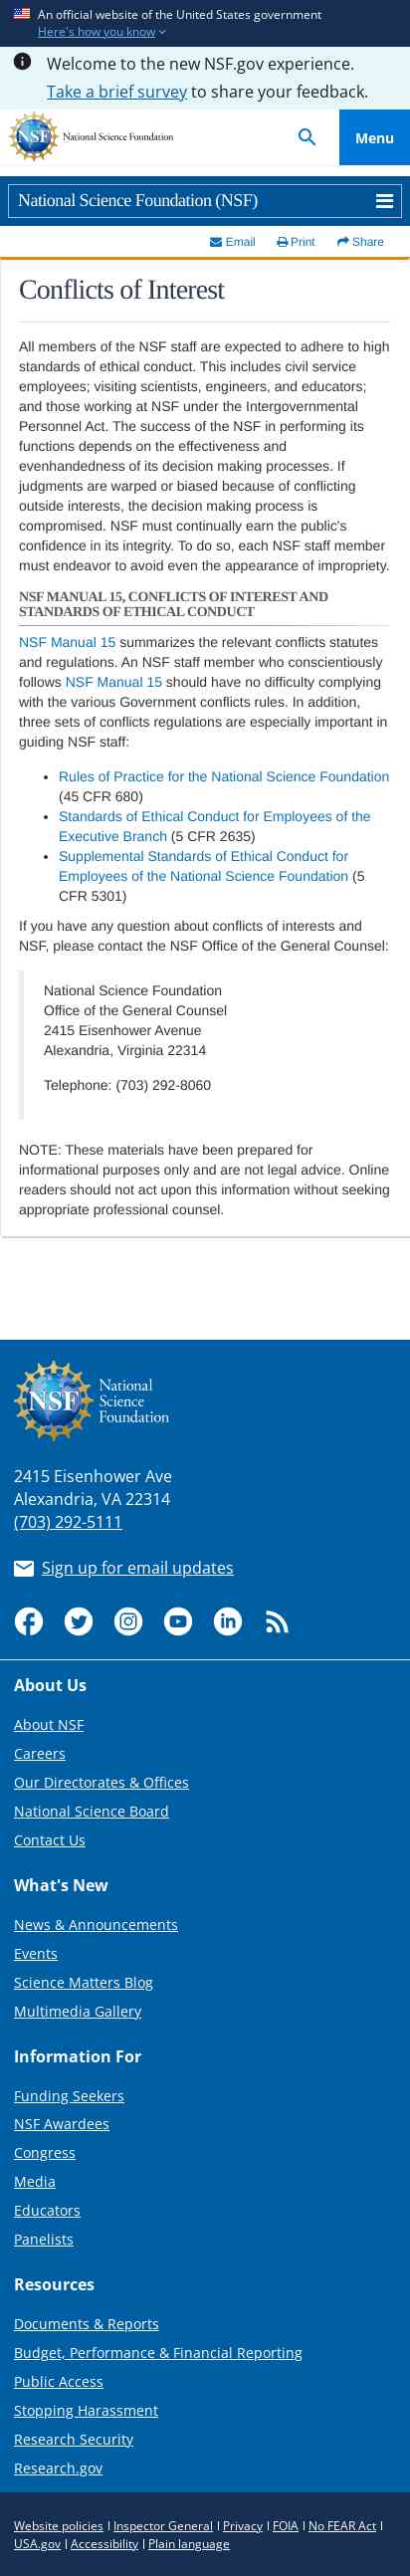 An official website of the United States government
Here's how you know
Welcome to the new NSF.gov experience.
Take a brief survey to share your feedback.
NSF National Science Foundation
Menu
National Science Foundation (NSF)
Email Print Share
Conflicts of Interest
All members of the NSF staff are expected to adhere to high
standards of ethical conduct. This includes civil service
employees; visiting scientists, engineers, and educators;
and those working at NSF under the Intergovernmental
Personnel Act. The success of the NSF in performing its
functions depends on the effectiveness and
evenhandedness of its decision making processes. If
judgments are warped or biased because of conflicting
outside interests, the decision making process is
compromised. NSF must continually earn the public's
confidence in its integrity. To do so, each NSF staff member
must endeavor to avoid even the appearance of impropriety.
NSF MANUAL 15, CONFLICTS OF INTEREST AND
STANDARDS OF ETHICAL CONDUCT
NSF Manual 15 summarizes the relevant conflicts statutes
and regulations. An NSF staff member who conscientiously
follows NSF Manual 15 should have no difficulty complying
with the various Government conflicts rules. In addition,
three sets of conflicts regulations are especially important in
guiding NSF staff:
• Rules of Practice for the National Science Foundation
(45 CFR 680)
• Standards of Ethical Conduct for Employees of the
Executive Branch (5 CFR 2635)
• Supplemental Standards of Ethical Conduct for
Employees of the National Science Foundation (5
CFR 5301)
If you have any question about conflicts of interests and
NSF, please contact the NSF Office of the General Counsel:
National Science Foundation
Office of the General Counsel
2415 Eisenhower Avenue
Alexandria, Virginia 22314
Telephone: (703) 292-8060
NOTE: These materials have been prepared for
informational purposes only and are not legal advice. Online
readers should not act upon this information without seeking
appropriate professional counsel.
NSF
National
Science
Foundation
2415 Eisenhower Ave
Alexandria, VA 22314
(703) 292-5111
Sign up for email updates
About Us
About NSF
Careers
Our Directorates & Offices
National Science Board
Contact Us
What's New
News & Announcements
Events
Science Matters Blog
Multimedia Gallery
Information For
Funding Seekers
NSF Awardees
Congress
Media
Educators
Panelists
Resources
Documents & Reports
Budget, Performance & Financial Reporting
Public Access
Stopping Harassment
Research Security
Research.gov
Website policies | Inspector General | Privacy | FOIA | No FEAR Act |
USA.gov | Accessibility | Plain language